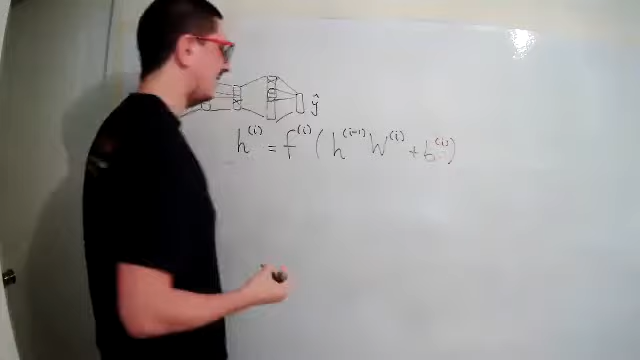 ŷ
h^(i) = f^(i) ( h^(i-1) W^(i) + b^(i) )